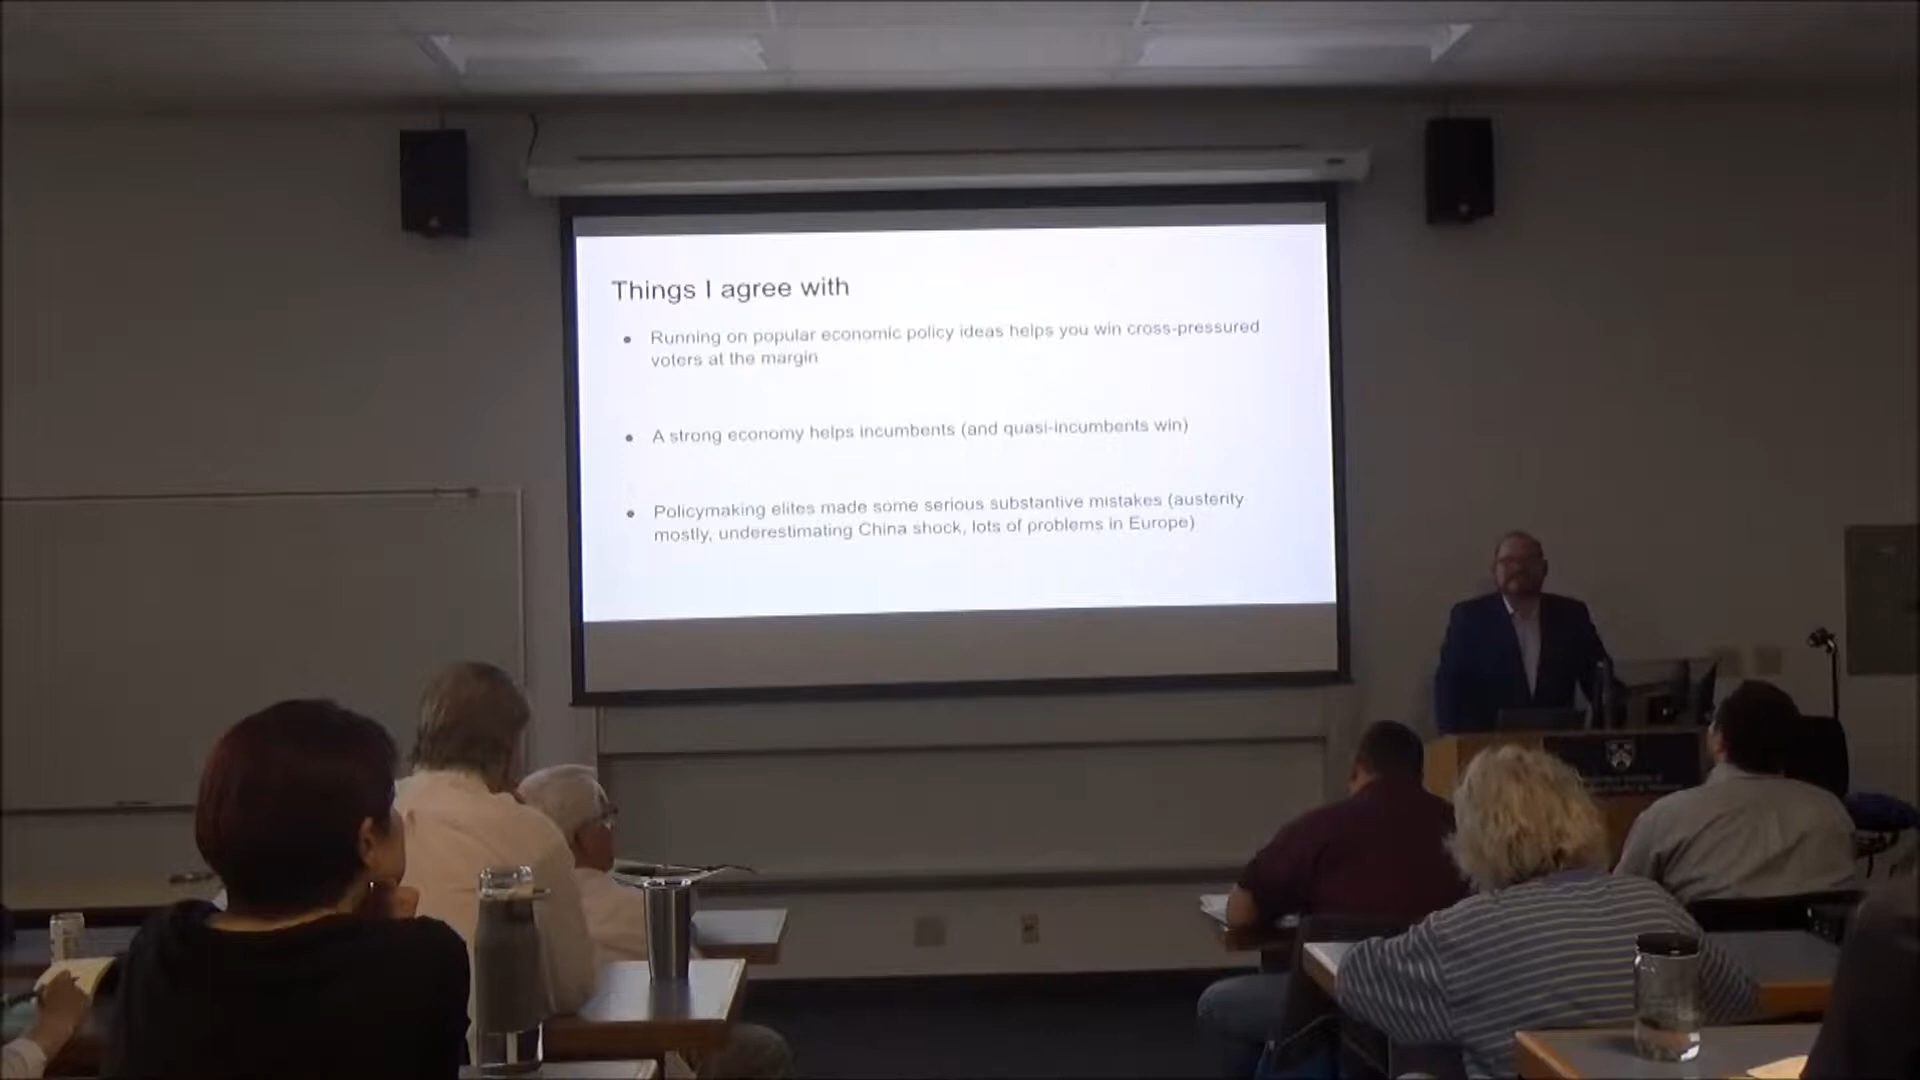 Things I agree with
● Running on popular economic policy ideas helps you win cross-pressured
voters at the margin
● A strong economy helps incumbents (and quasi-incumbents win)
● Policymaking elites made some serious substantive mistakes (austerity
mostly, underestimating China shock, lots of problems in Europe)